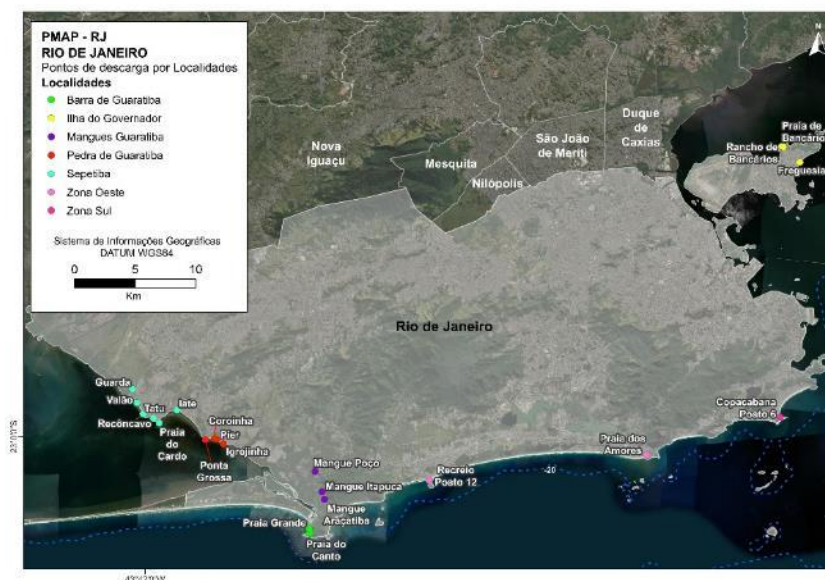 PMAP - RJ
RIO DE JANEIRO
Pontos de descarga por Localidades
Localidades
Barra de Guaratiba
Ilha do Governador
Mangues Guaratiba
Pedra de Guaratiba
Sepetiba
Zona Oeste
Zona Sul
Sistema de Informações Geográficas
DATUM WGS84
0 5 10
Km
N
Nova
Iguaçu
Mesquita
Nilópolis
São João
de Meriti
Duque
de
Caxias
Praia de
Bancário
Rancho de
Bancários
Freguesia
Rio de Janeiro
Guarda
Valão
Tatu
Iate
Recôncavo
Praia
do
Cardo
Coroinha
Pier
Igrejinha
Ponta
Grossa
Copacabana
Posto 6
Praia dos
Amores
Mangue Poço
Recreio
Posto 12
-20
Mangue Itapuca
Mangue
Araçatiba
Praia Grande
Praia do
Canto
23°0'0"S